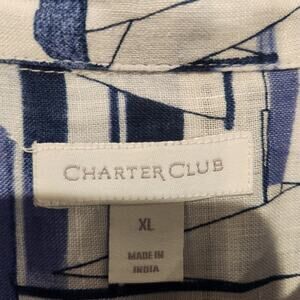 CHARTER CLUB
XL
MADE IN
INDIA